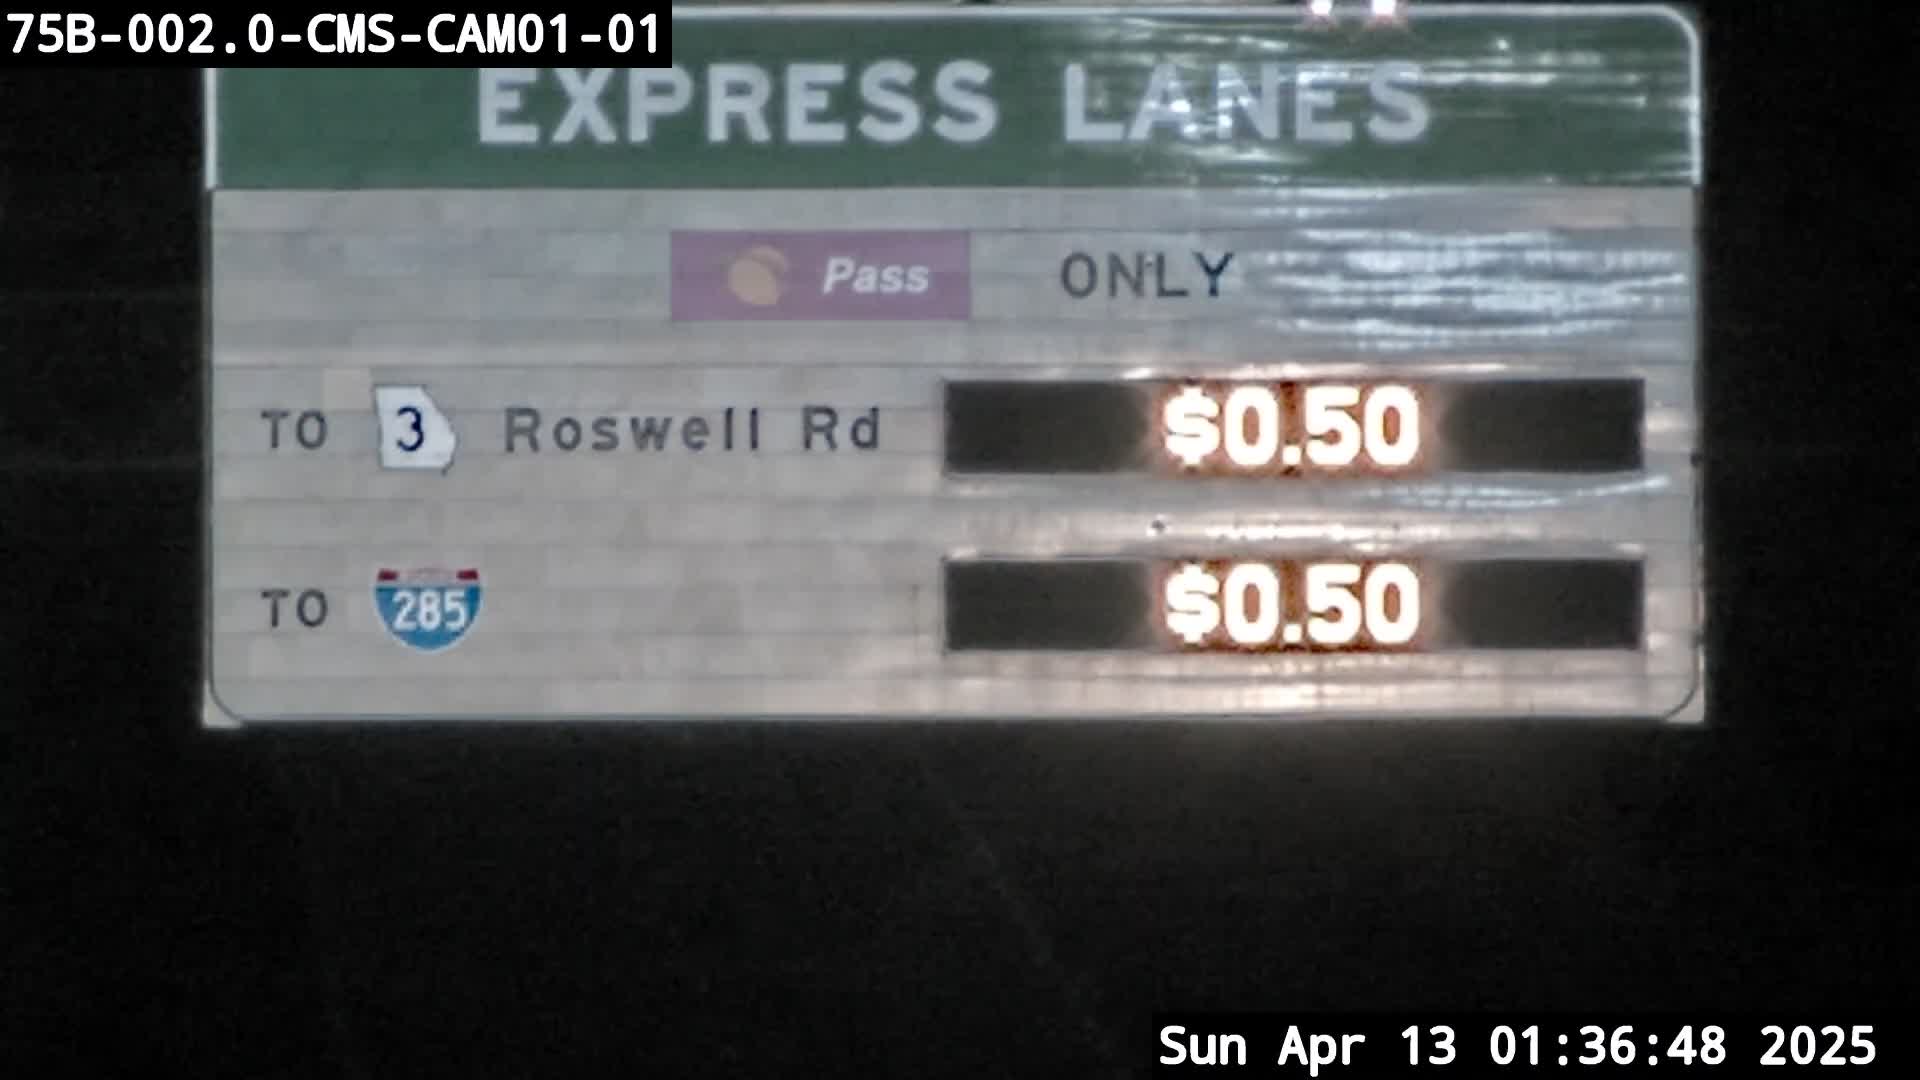 75B-002.0-CMS-CAM01-01
EXPRESS LANES
Pass ONLY
TO 3 Roswell Rd $0.50
TO 285 $0.50
Sun Apr 13 01:36:48 2025